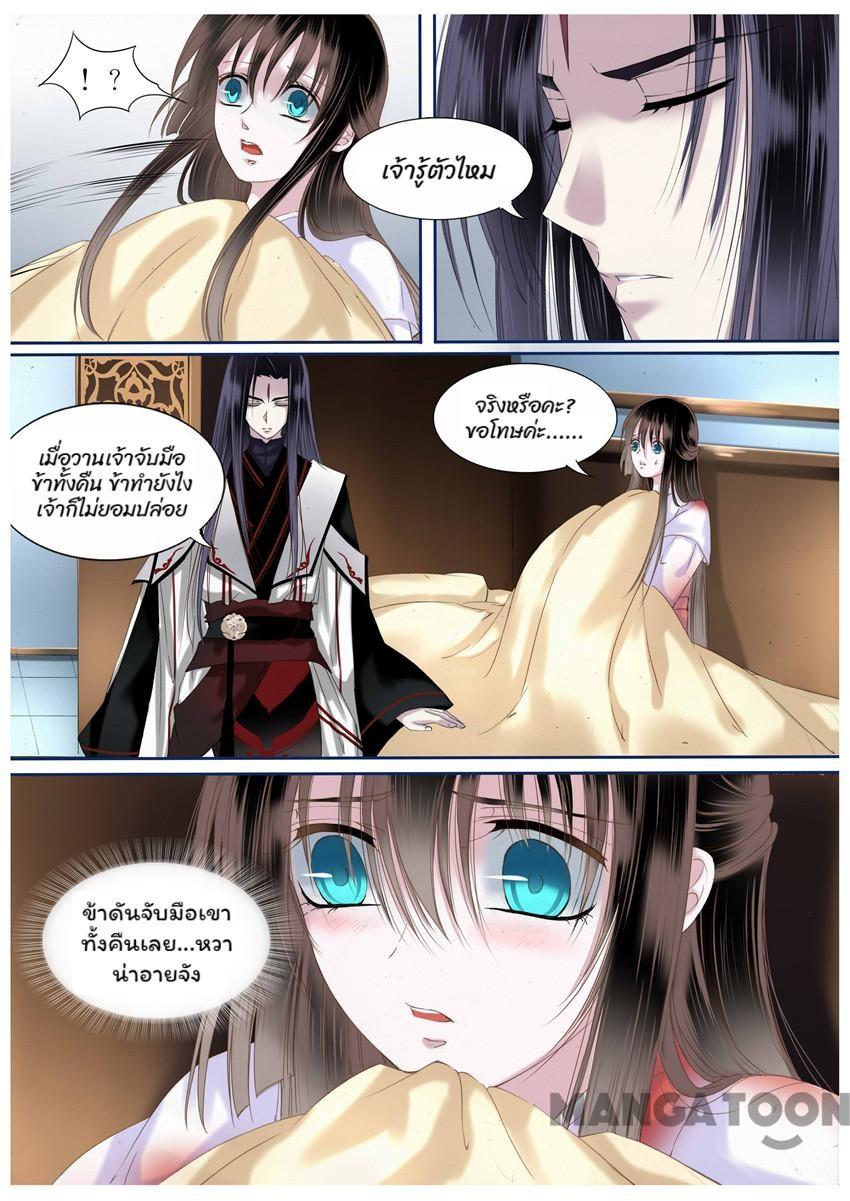 ！？
เจ้ารู้ตัวไหม
เมื่อวานเจ้าจับมือ
ข้าทั้งคืน ข้าทำยังไง
เจ้าก็ไม่ยอมปล่อย
จริงหรือคะ?
ขอโทษค่ะ......
ข้าดันจับมือเขา
ทั้งคืนเลย...หวา
น่าอายจัง
MANGATOON